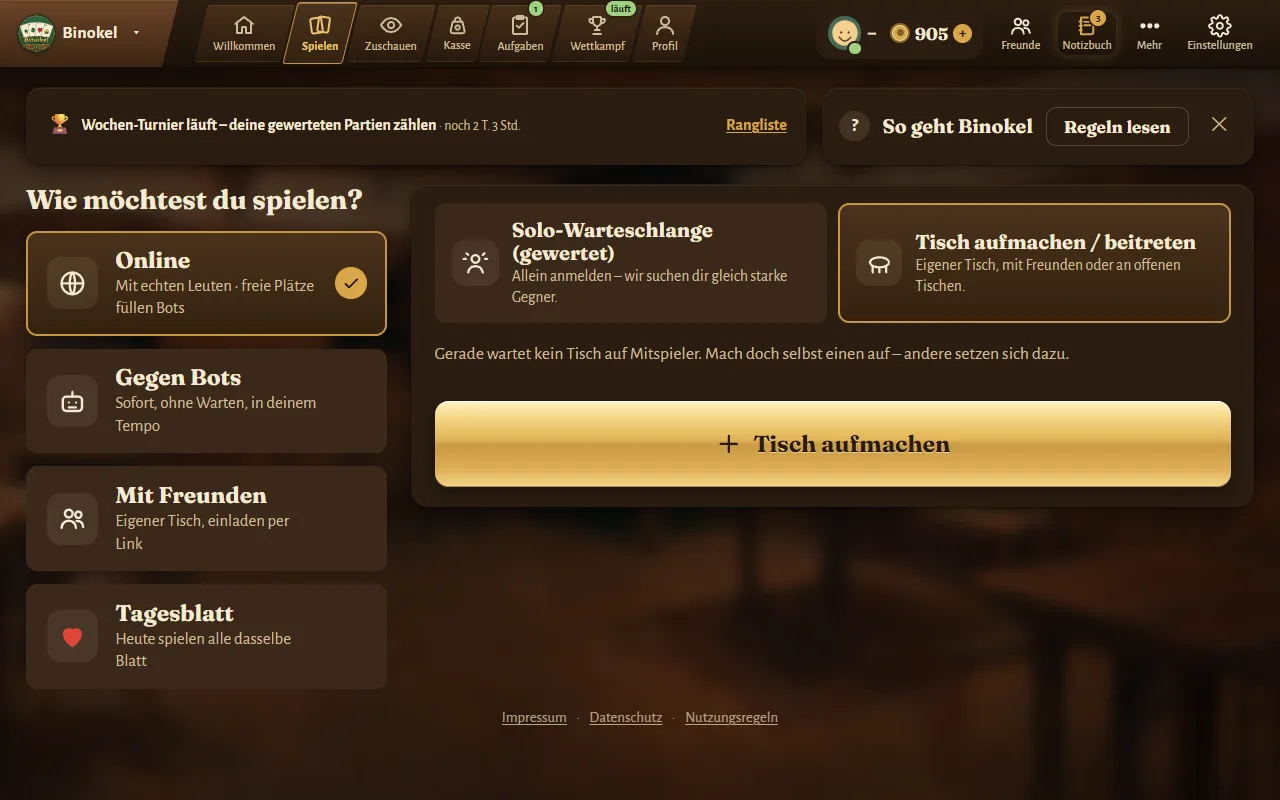 Binokel
Willkommen
Spielen
Zuschauen
Kasse
1
Aufgaben
läuft
Wettkampf
Profil
–
905
+
Freunde
3
Notizbuch
Mehr
Einstellungen
Wochen-Turnier läuft – deine gewerteten Partien zählen · noch 2 T. 3 Std.
Rangliste
?
So geht Binokel
Regeln lesen
Wie möchtest du spielen?
Online
Mit echten Leuten · freie Plätze
füllen Bots
Gegen Bots
Sofort, ohne Warten, in deinem
Tempo
Mit Freunden
Eigener Tisch, einladen per
Link
Tagesblatt
Heute spielen alle dasselbe
Blatt
Solo-Warteschlange
(gewertet)
Allein anmelden – wir suchen dir gleich starke
Gegner.
Tisch aufmachen / beitreten
Eigener Tisch, mit Freunden oder an offenen
Tischen.
Gerade wartet kein Tisch auf Mitspieler. Mach doch selbst einen auf – andere setzen sich dazu.
+ Tisch aufmachen
Impressum · Datenschutz · Nutzungsregeln